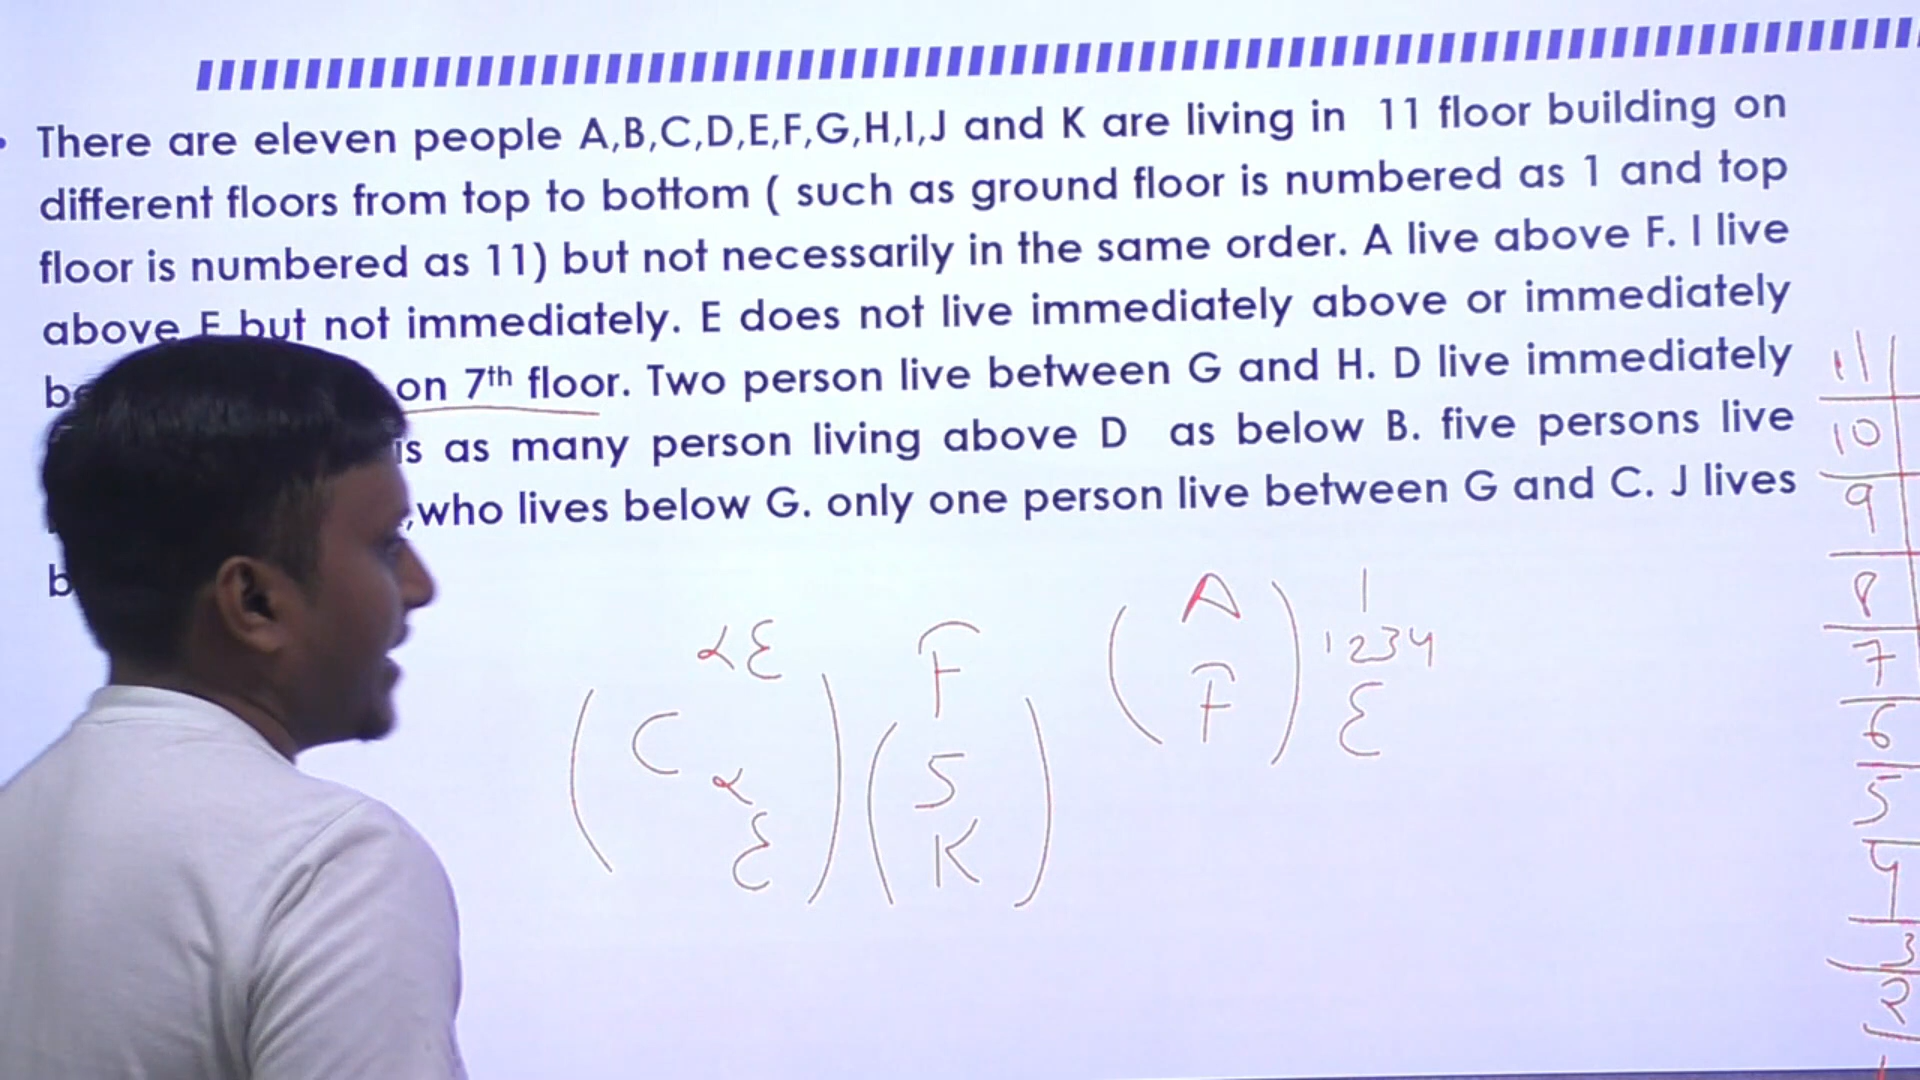 There are eleven people A,B,C,D,E,F,G,H,I,J and K are living in 11 floor building on
different floors from top to bottom ( such as ground floor is numbered as 1 and top
floor is numbered as 11) but not necessarily in the same order. A live above F. I live
above E but not immediately. E does not live immediately above or immediately
on 7th floor. Two person live between G and H. D live immediately
is as many person living above D as below B. five persons live
,who lives below G. only one person live between G and C. J lives
A
F
1
1234
E
C
E
F
5
K
11
10
9
8
7
6
5
4
3
2